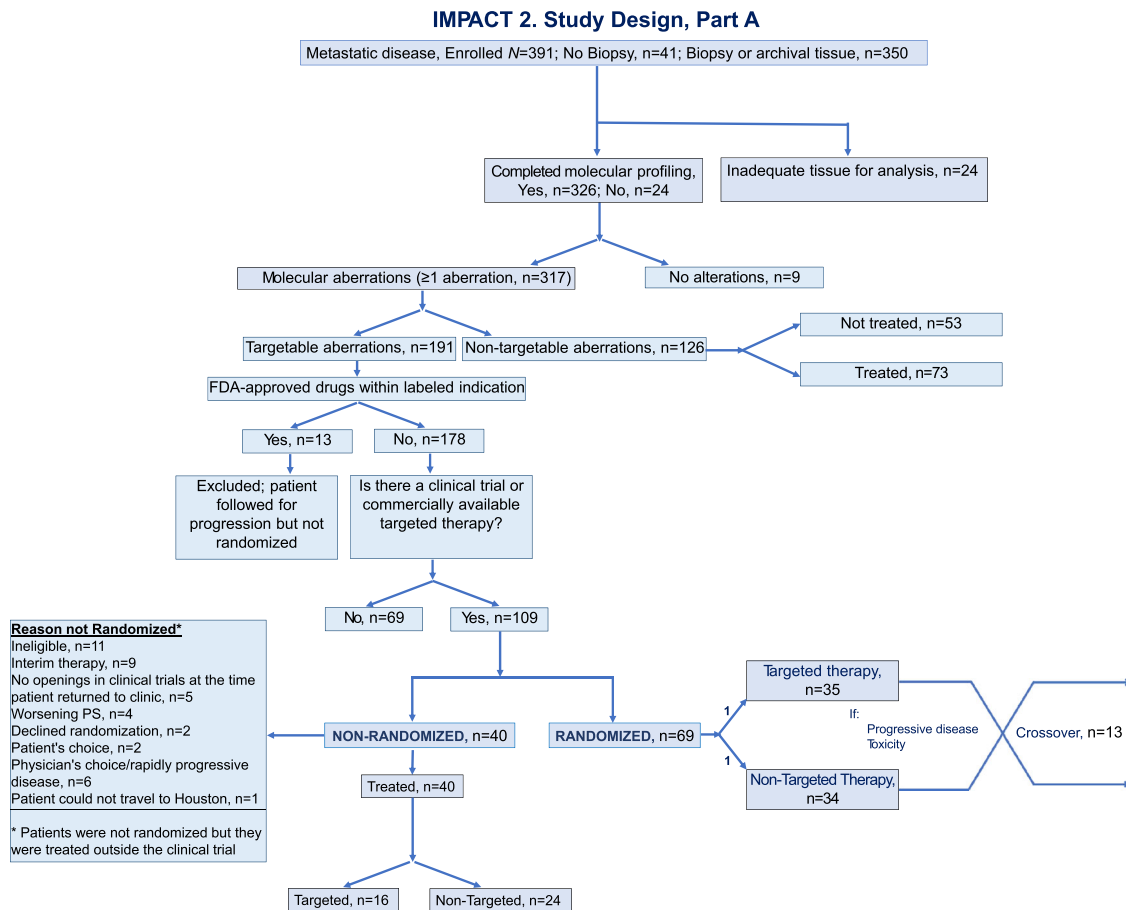 IMPACT 2. Study Design, Part A
Metastatic disease, Enrolled N=391; No Biopsy, n=41; Biopsy or archival tissue, n=350
Completed molecular profiling,
Yes, n=326; No, n=24
Inadequate tissue for analysis, n=24
Molecular aberrations (≥1 aberration, n=317)
No alterations, n=9
Targetable aberrations, n=191
Non-targetable aberrations, n=126
Not treated, n=53
Treated, n=73
FDA-approved drugs within labeled indication
Yes, n=13
No, n=178
Excluded; patient
followed for
progression but not
randomized
Is there a clinical trial or
commercially available
targeted therapy?
No, n=69
Yes, n=109
Reason not Randomized*
Ineligible, n=11
Interim therapy, n=9
No openings in clinical trials at the time
patient returned to clinic, n=5
Worsening PS, n=4
Declined randomization, n=2
Patient's choice, n=2
Physician's choice/rapidly progressive
disease, n=6
Patient could not travel to Houston, n=1
* Patients were not randomized but they
were treated outside the clinical trial
NON-RANDOMIZED, n=40
RANDOMIZED, n=69
1
1
Targeted therapy,
n=35
If:
Progressive disease
Toxicity
Non-Targeted Therapy,
n=34
Crossover, n=13
Treated, n=40
Targeted, n=16
Non-Targeted, n=24